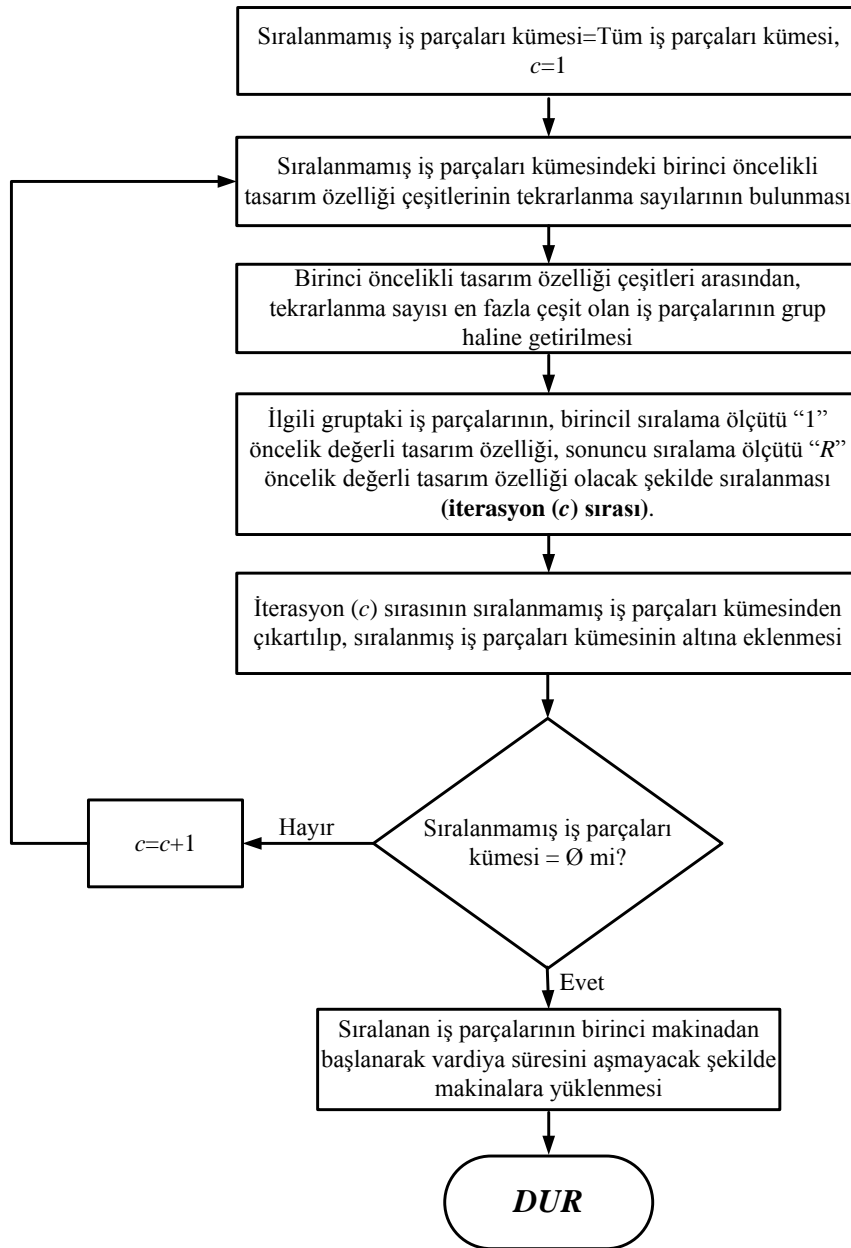 Sıralanmamış iş parçaları kümesi=Tüm iş parçaları kümesi,
c=1
Sıralanmamış iş parçaları kümesindeki birinci öncelikli
tasarım özelliği çeşitlerinin tekrarlanma sayılarının bulunması
Birinci öncelikli tasarım özelliği çeşitleri arasından,
tekrarlanma sayısı en fazla çeşit olan iş parçalarının grup
haline getirilmesi
İlgili gruptaki iş parçalarının, birincil sıralama ölçütü “1”
öncelik değerli tasarım özelliği, sonuncu sıralama ölçütü “R”
öncelik değerli tasarım özelliği olacak şekilde sıralanması
(iterasyon (c) sırası).
İterasyon (c) sırasının sıralanmamış iş parçaları kümesinden
çıkartılıp, sıralanmış iş parçaları kümesinin altına eklenmesi
Sıralanmamış iş parçaları
kümesi = Ø mi?
Hayır
c=c+1
Evet
Sıralanan iş parçalarının birinci makinadan
başlanarak vardiya süresini aşmayacak şekilde
makinalara yüklenmesi
DUR